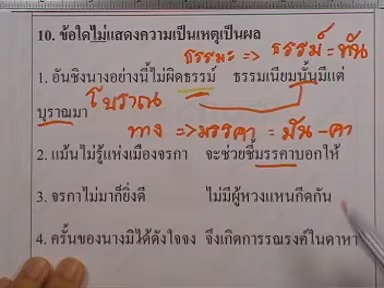 10. ข้อใดไม่แสดงความเป็นเหตุเป็นผล
ธรรมะ => ธรรม์ = ทัน
1. อันชิงนางอย่างนี้ไม่ผิดธรรม์ ธรรมเนียมนั้นมีแต่
บุราณมา โบราณ
ทาง => มรรคา = มัน - คา
2. แม้นไม่รู้แห่งเมืองจรกา จะช่วยชี้มรรคาบอกให้
3. จรกาไม่มาก็ยิ่งดี ไม่มีผู้หวงแหนกีดกัน
4. ครั้นของนางมิได้ดังใจจง จึงเกิดการรณรงค์ในดาหา